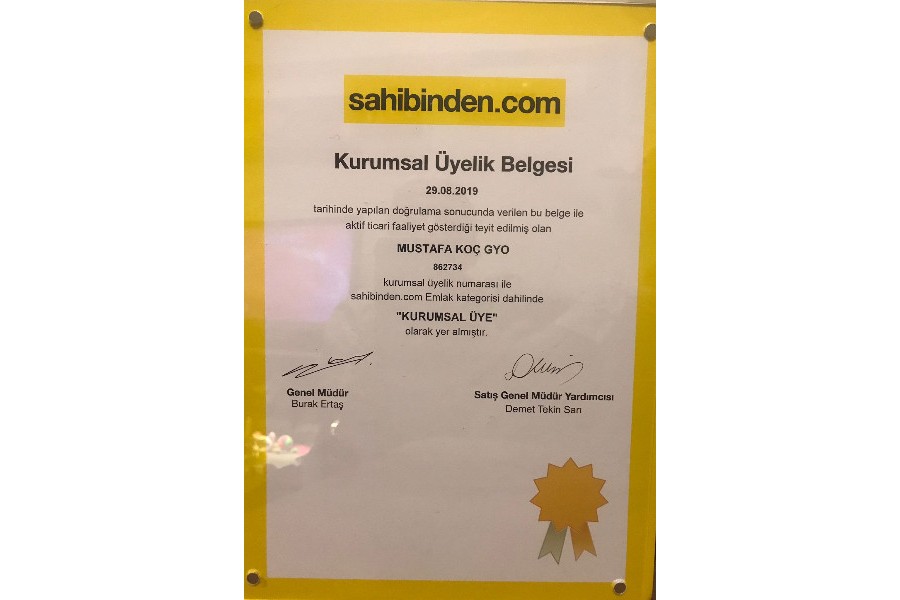 sahibinden.com
Kurumsal Üyelik Belgesi
29.08.2019
tarihinde yapılan doğrulama sonucunda verilen bu belge ile
aktif ticari faaliyet gösterdiği teyit edilmiş olan
MUSTAFA KOÇ GYO
862734
kurumsal üyelik numarası ile
sahibinden.com Emlak kategorisi dahilinde
"KURUMSAL ÜYE"
olarak yer almıştır.
Genel Müdür
Burak Ertaş
Satış Genel Müdür Yardımcısı
Demet Tekin Sarı